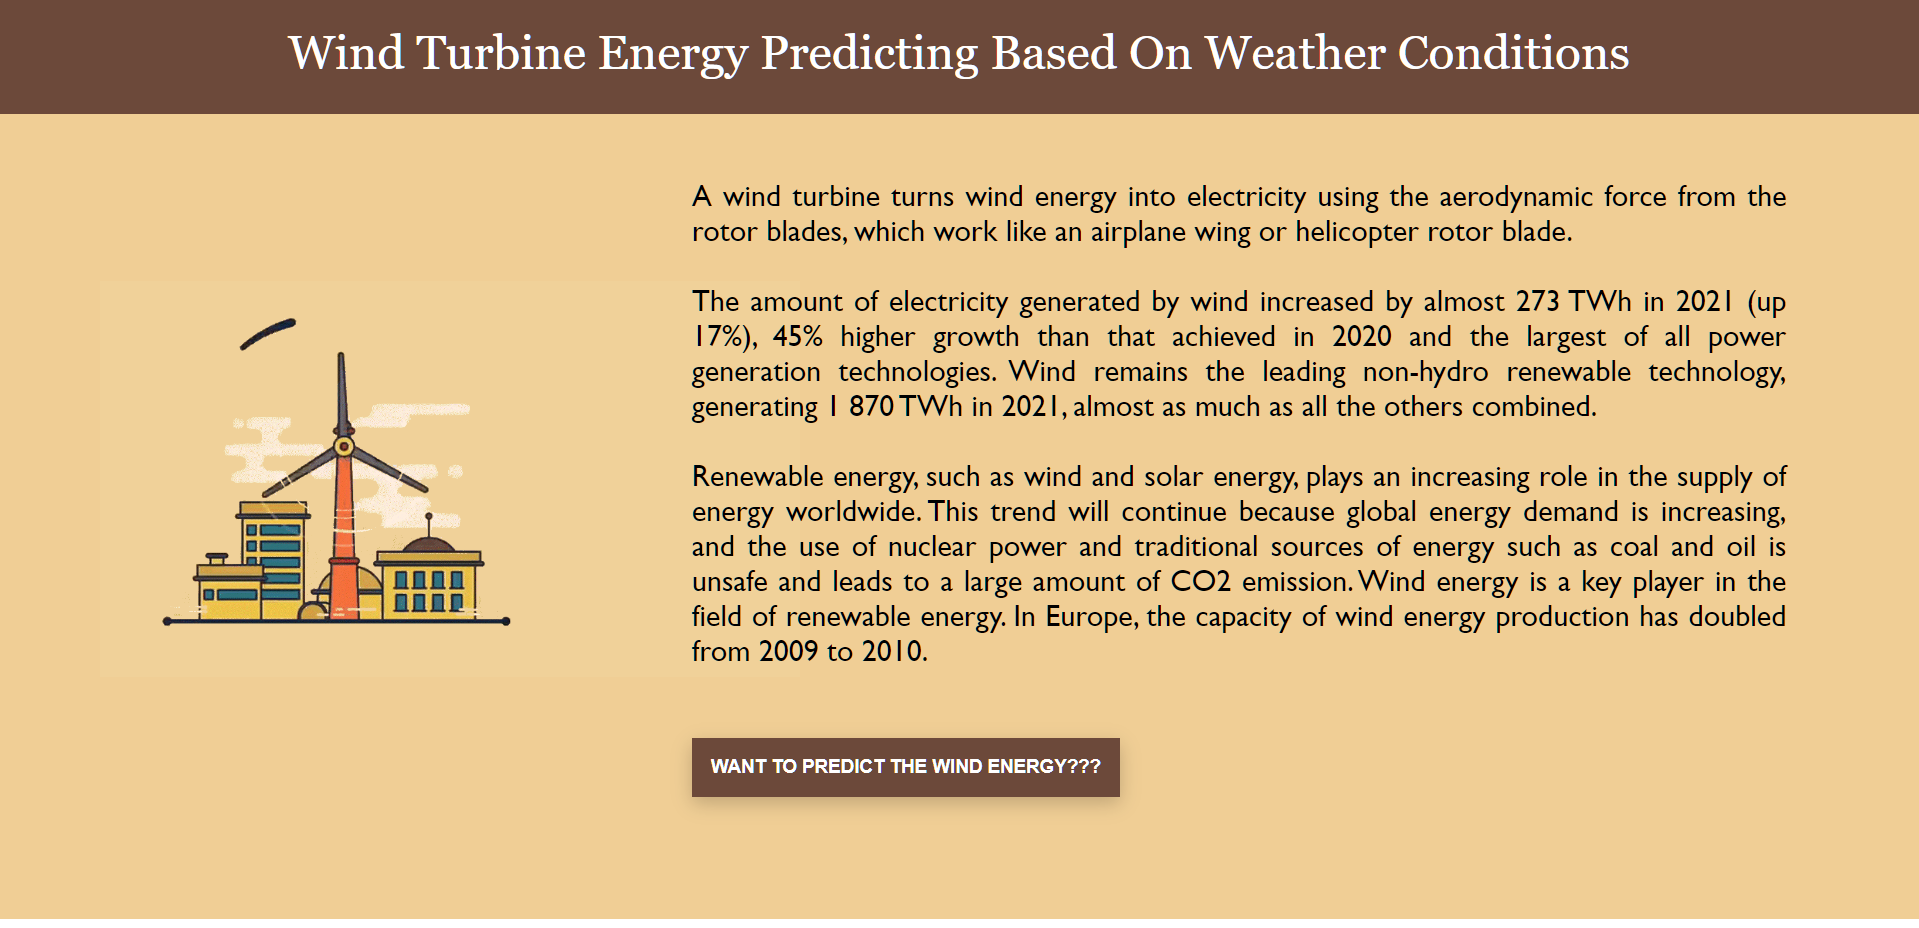 Wind Turbine Energy Predicting Based On Weather Conditions
A wind turbine turns wind energy into electricity using the aerodynamic force from the
rotor blades, which work like an airplane wing or helicopter rotor blade.
The amount of electricity generated by wind increased by almost 273 TWh in 2021 (up
17%), 45% higher growth than that achieved in 2020 and the largest of all power
generation technologies. Wind remains the leading non-hydro renewable technology,
generating 1 870 TWh in 2021, almost as much as all the others combined.
Renewable energy, such as wind and solar energy, plays an increasing role in the supply of
energy worldwide. This trend will continue because global energy demand is increasing,
and the use of nuclear power and traditional sources of energy such as coal and oil is
unsafe and leads to a large amount of CO2 emission. Wind energy is a key player in the
field of renewable energy. In Europe, the capacity of wind energy production has doubled
from 2009 to 2010.
WANT TO PREDICT THE WIND ENERGY???